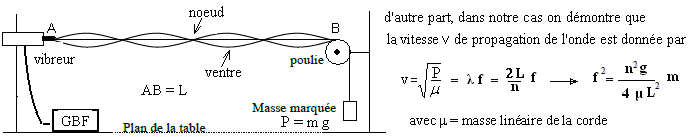 noeud
A
B
vibreur
ventre
poulie
AB = L
Masse marquée
P = m g
GBF
Plan de la table
d'autre part, dans notre cas on démontre que
la vitesse v de propagation de l'onde est donnée par
v = √(P/μ) = λ f = 2L/n f → f² = n²g / 4 μ L² m
avec μ = masse linéaire de la corde